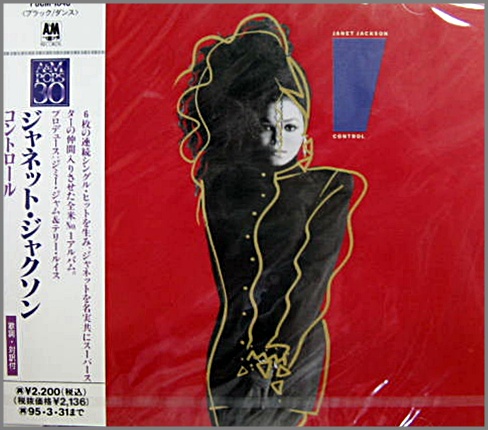 〈ブラック/ダンス〉
A&M
RECORDS
A&M
POPS
30
6枚の連続シングル・ヒットを生み、ジャネットを名実共にスーパース
ターの仲間入りさせた全米No.1アルバム。
プロデュース:ジミー・ジャム&テリー・ルイス
ジャネット・ジャクソン
コントロール
歌詞・対訳付
¥2,200(税込)
(税抜価格¥2,136)
95・3・31まで
JANET JACKSON
CONTROL